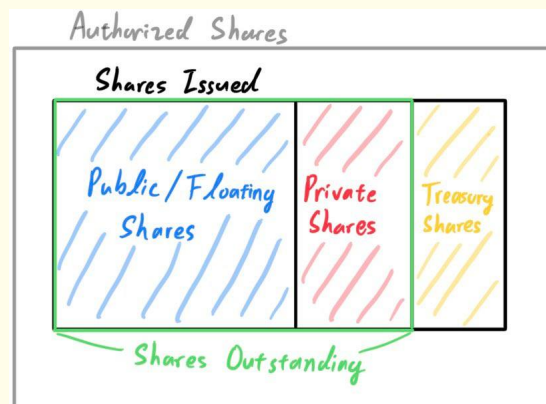 Authorized Shares
Shares Issued
Public/Floating
Shares
Private
Shares
Treasury
Shares
Shares Outstanding